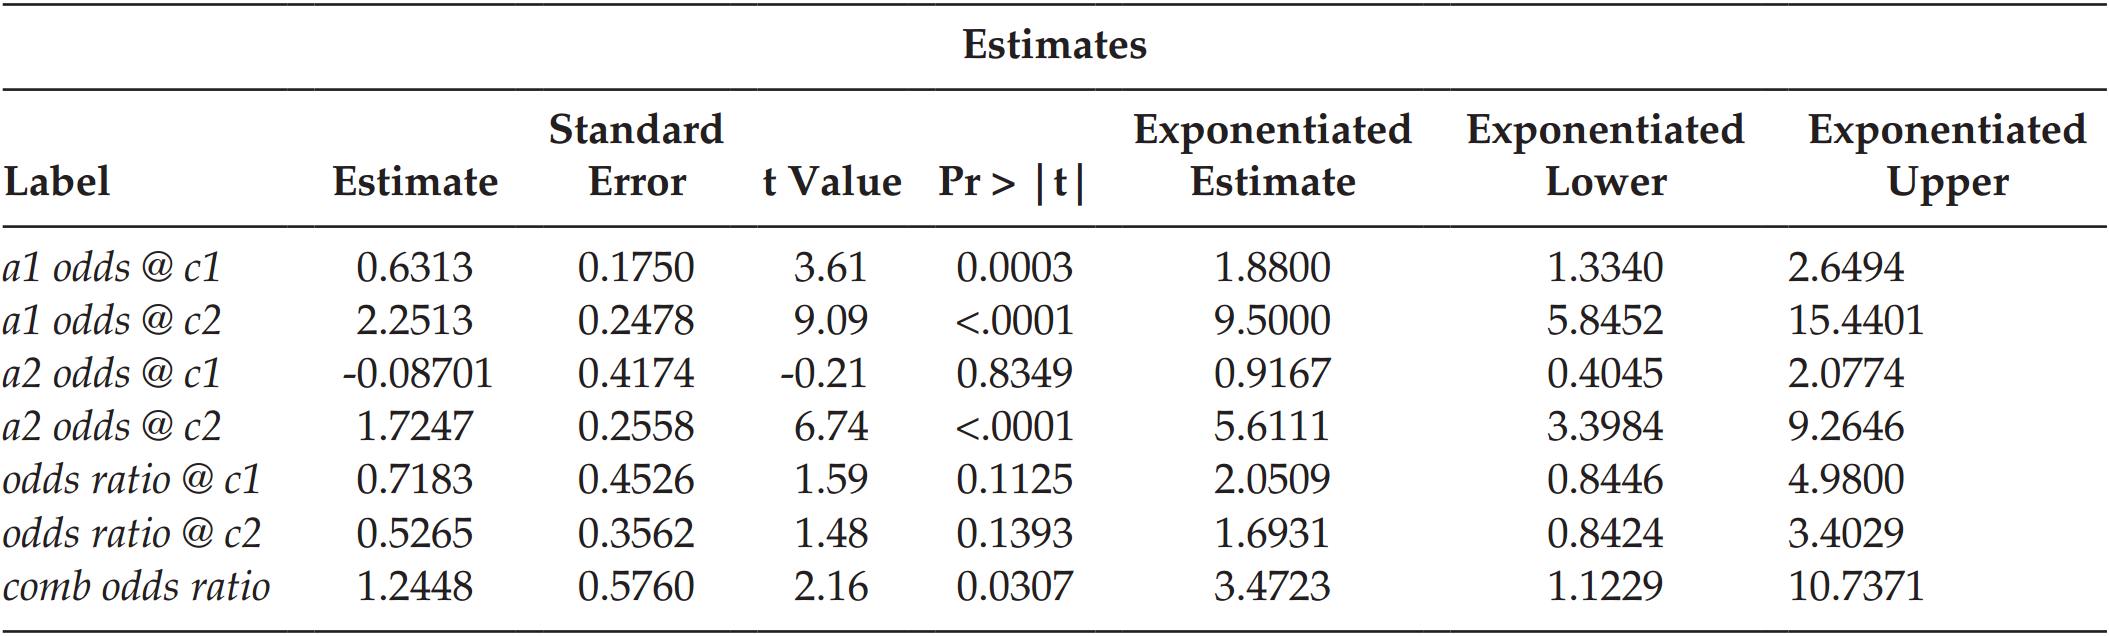 Estimates
Standard Exponentiated Exponentiated Exponentiated
Label Estimate Error t Value Pr > |t| Estimate Lower Upper
a1 odds @ c1 0.6313 0.1750 3.61 0.0003 1.8800 1.3340 2.6494
a1 odds @ c2 2.2513 0.2478 9.09 <.0001 9.5000 5.8452 15.4401
a2 odds @ c1 -0.08701 0.4174 -0.21 0.8349 0.9167 0.4045 2.0774
a2 odds @ c2 1.7247 0.2558 6.74 <.0001 5.6111 3.3984 9.2646
odds ratio @ c1 0.7183 0.4526 1.59 0.1125 2.0509 0.8446 4.9800
odds ratio @ c2 0.5265 0.3562 1.48 0.1393 1.6931 0.8424 3.4029
comb odds ratio 1.2448 0.5760 2.16 0.0307 3.4723 1.1229 10.7371